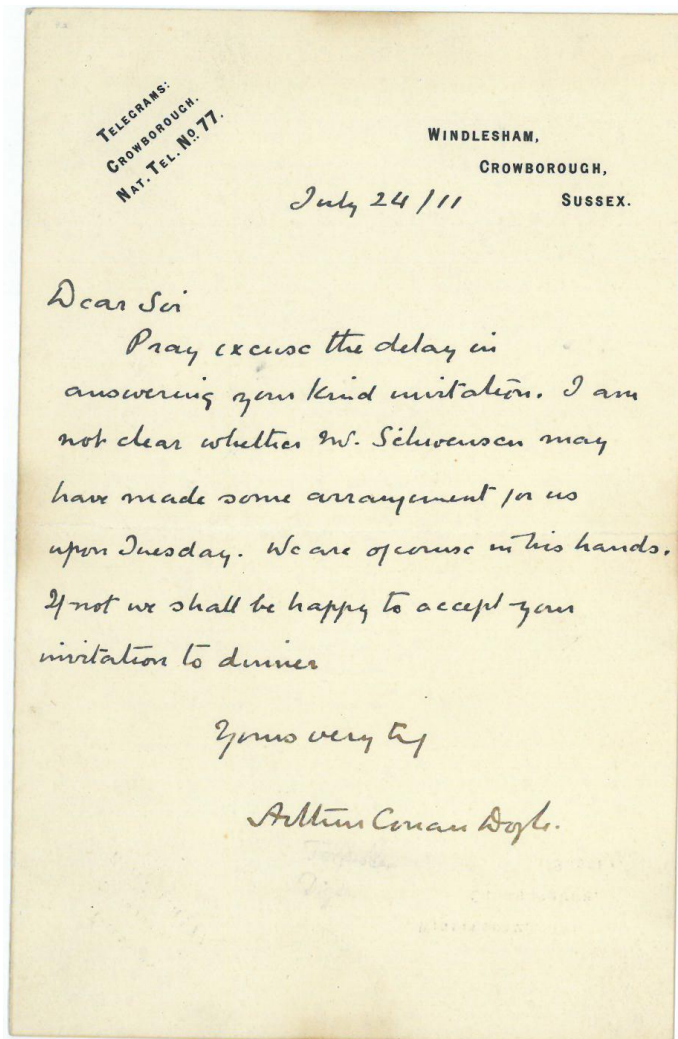 TELEGRAMS:
CROWBOROUGH.
NAT. TEL. Nº 77.
WINDLESHAM,
CROWBOROUGH,
SUSSEX.
July 24/11
Dear Sir
Pray excuse the delay in
answering your kind invitation. I am
not clear whether Mr. Schwensen may
have made some arrangement for us
upon Tuesday. We are of course in his hands.
If not we shall be happy to accept your
invitation to dinner
Yours very try
Arthur Conan Doyle.